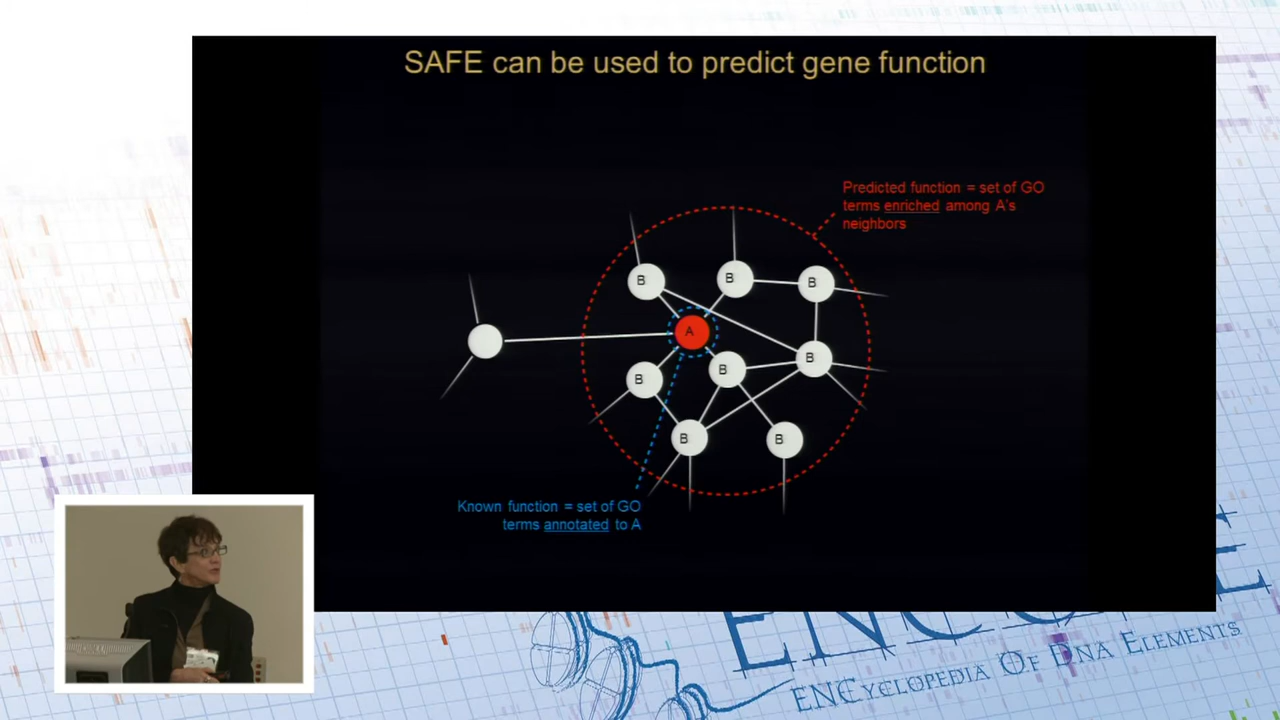 SAFE can be used to predict gene function
Predicted function = set of GO
terms enriched among A's
neighbors
B
B
B
A
B
B
B
B
B
Known function = set of GO
terms annotated to A
ENCODE
ENCYCLOPEDIA OF DNA ELEMENTS